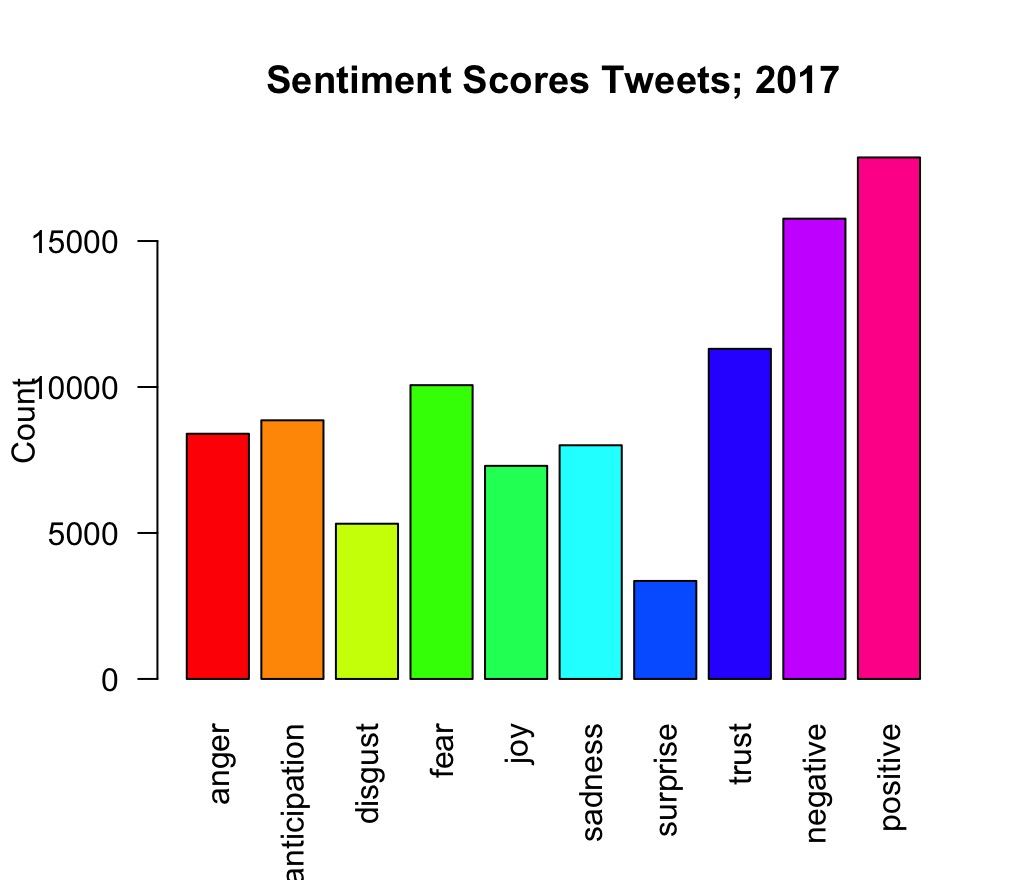 Sentiment Scores Tweets; 2017
Count
15000
10000
5000
0
anger
anticipation
disgust
fear
joy
sadness
surprise
trust
negative
positive